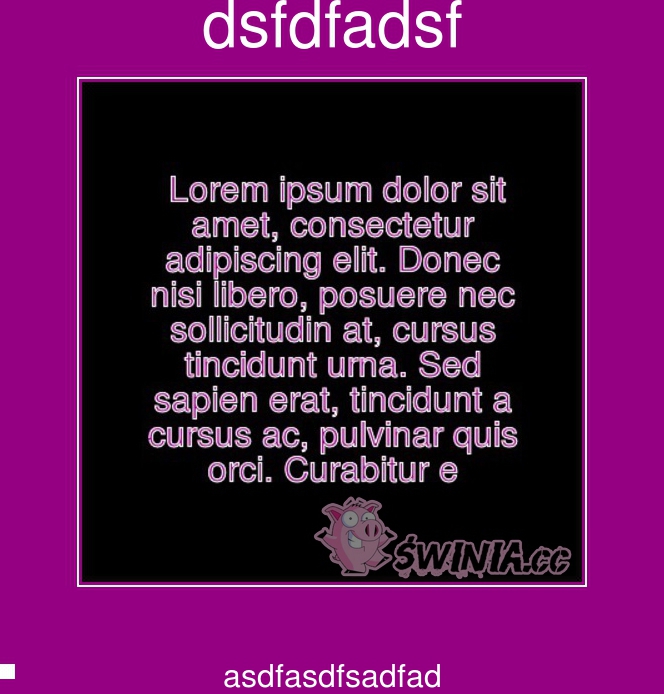 dsfdfadsf
Lorem ipsum dolor sit
amet, consectetur
adipiscing elit. Donec
nisi libero, posuere nec
sollicitudin at, cursus
tincidunt urna. Sed
sapien erat, tincidunt a
cursus ac, pulvinar quis
orci. Curabitur e
ŚWINIA.cc
asdfasdfsadfad